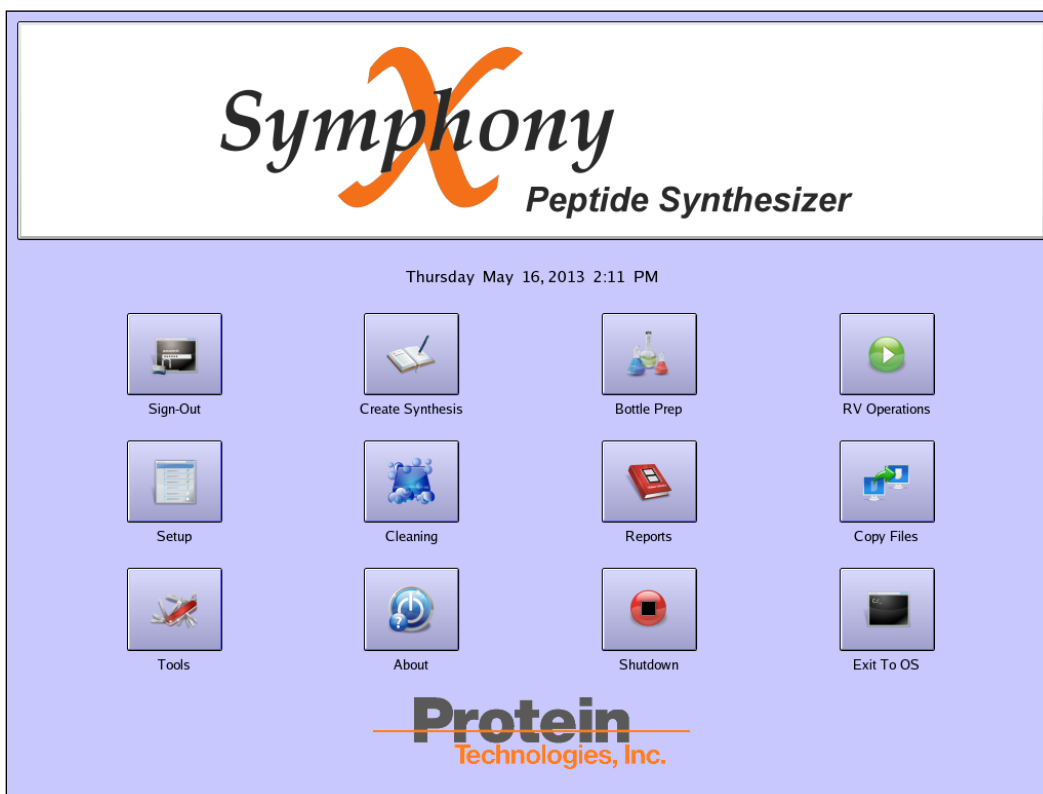 Symphony X
Peptide Synthesizer
Thursday May 16, 2013 2:11 PM
Sign-Out
Create Synthesis
Bottle Prep
RV Operations
Setup
Cleaning
Reports
Copy Files
Tools
About
Shutdown
Exit To OS
Protein
Technologies, Inc.